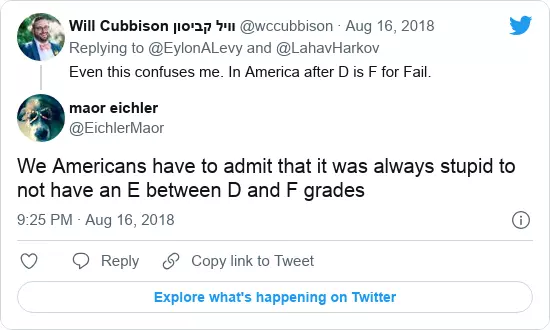 Will Cubbison וויל קביסון @wccubbison · Aug 16, 2018
Replying to @EylonALevy and @LahavHarkov
Even this confuses me. In America after D is F for Fail.
maor eichler
@EichlerMaor
We Americans have to admit that it was always stupid to
not have an E between D and F grades
9:25 PM · Aug 16, 2018
Reply
Copy link to Tweet
Explore what's happening on Twitter